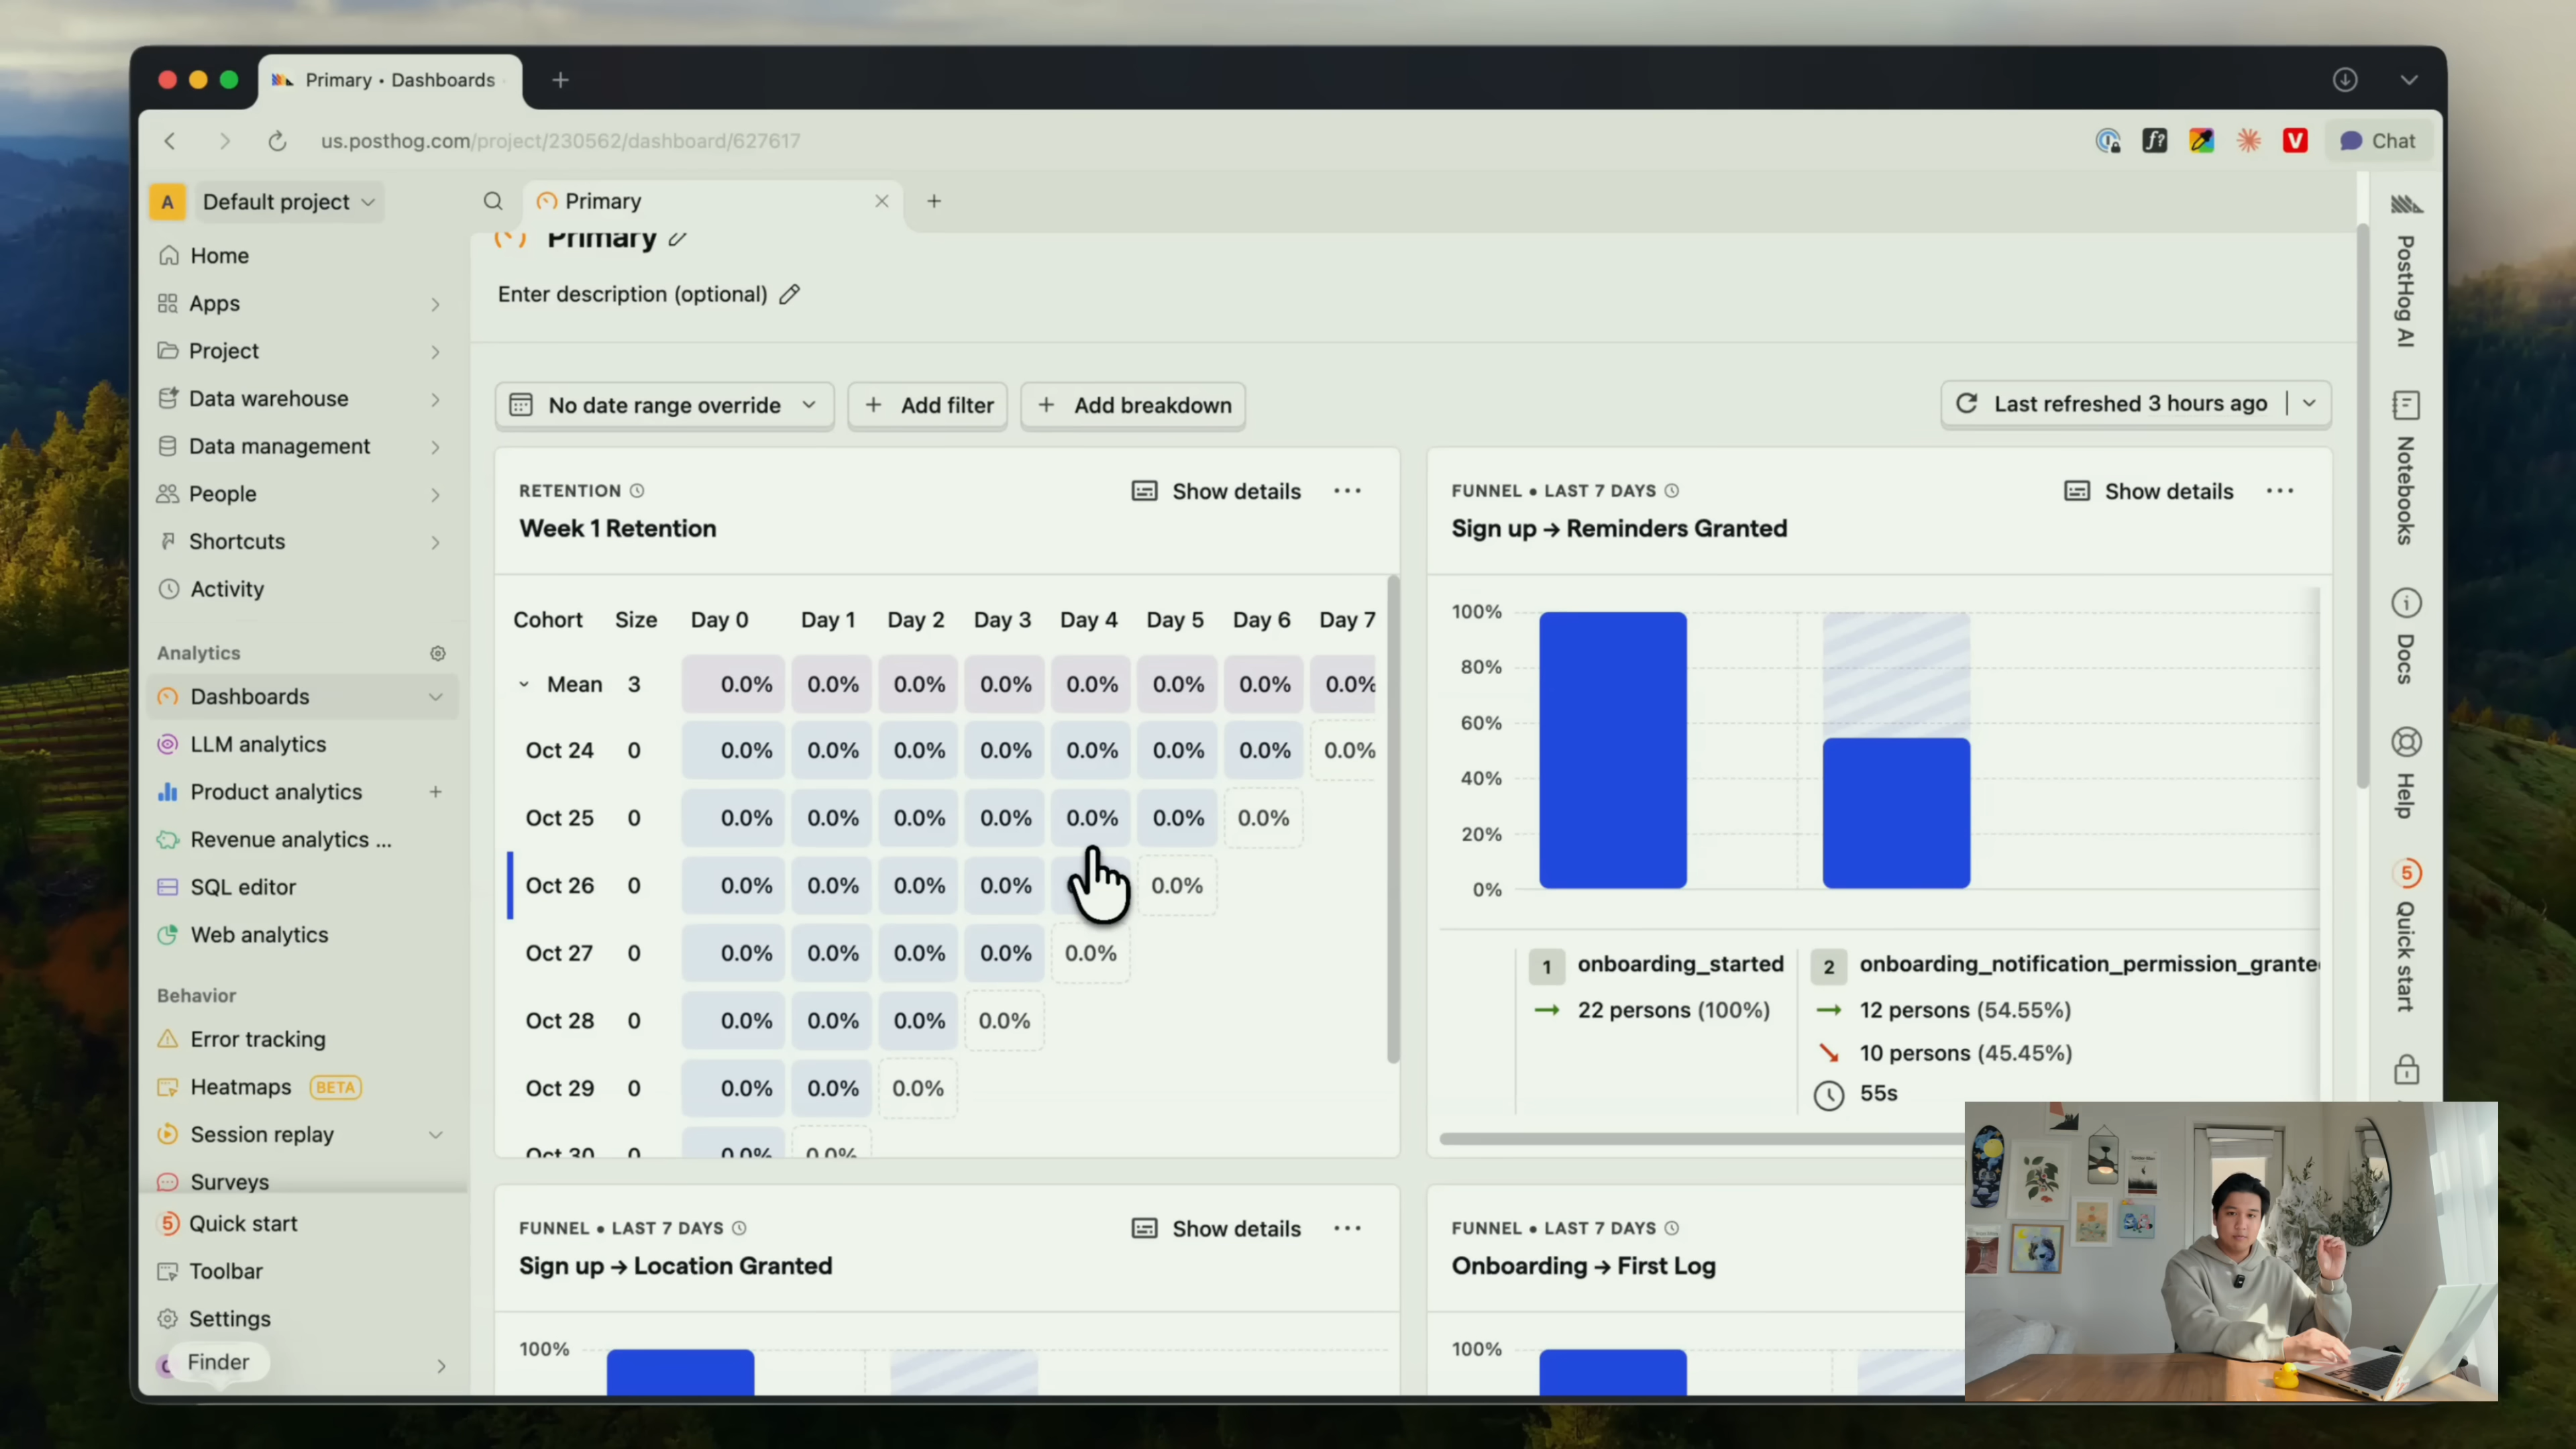 Primary • Dashboards
us.posthog.com/project/230562/dashboard/627617
f?
V
Chat
A
Default project
Primary
Home
Apps
Project
Data warehouse
Data management
People
Shortcuts
Activity
Analytics
Dashboards
LLM analytics
Product analytics
Revenue analytics ...
SQL editor
Web analytics
Behavior
Error tracking
Heatmaps BETA
Session replay
Surveys
5 Quick start
Toolbar
Settings
Finder
Primary
Enter description (optional)
No date range override
Add filter
Add breakdown
Last refreshed 3 hours ago
RETENTION
Show details
Week 1 Retention
Cohort Size Day 0 Day 1 Day 2 Day 3 Day 4 Day 5 Day 6 Day 7
Mean 3 0.0% 0.0% 0.0% 0.0% 0.0% 0.0% 0.0% 0.0%
Oct 24 0 0.0% 0.0% 0.0% 0.0% 0.0% 0.0% 0.0% 0.0%
Oct 25 0 0.0% 0.0% 0.0% 0.0% 0.0% 0.0% 0.0%
Oct 26 0 0.0% 0.0% 0.0% 0.0% 0.0%
Oct 27 0 0.0% 0.0% 0.0% 0.0% 0.0%
Oct 28 0 0.0% 0.0% 0.0% 0.0%
Oct 29 0 0.0% 0.0% 0.0%
Oct 30 0 0.0% 0.0%
FUNNEL • LAST 7 DAYS
Show details
Sign up → Reminders Granted
100%
80%
60%
40%
20%
0%
1 onboarding_started
22 persons (100%)
2 onboarding_notification_permission_grante
12 persons (54.55%)
10 persons (45.45%)
55s
FUNNEL • LAST 7 DAYS
Show details
Sign up → Location Granted
100%
FUNNEL • LAST 7 DAYS
Onboarding → First Log
100%
PostHog AI
Notebooks
Docs
Help
5 Quick start